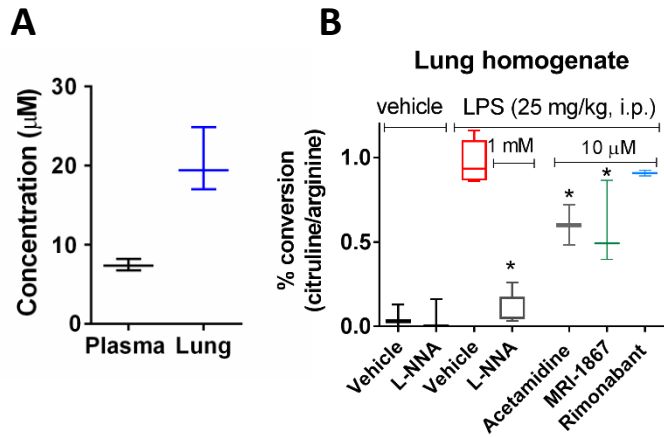 A
Concentration (µM)
30
20
10
0
Plasma Lung
B
Lung homogenate
vehicle LPS (25 mg/kg, i.p.)
1 mM 10 µM
% conversion
(citruline/arginine)
1.0
0.5
0.0
* * *
Vehicle
L-NNA
Vehicle
L-NNA
Acetamidine
MRI-1867
Rimonabant